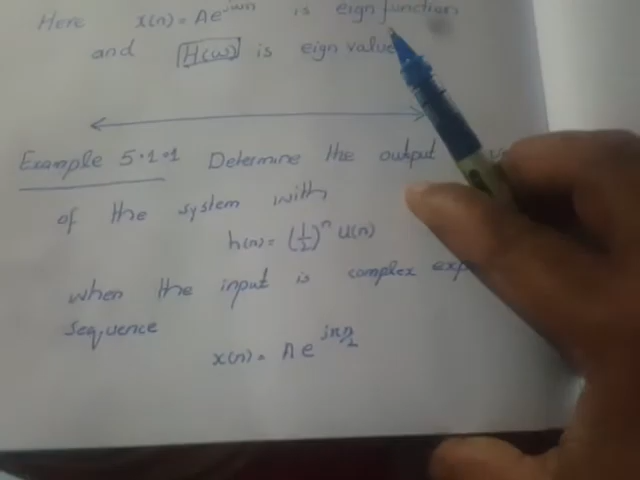 Here x(n) = Ae^jωn is eign function
and H(ω) is eign value
Example 5.1.1 Determine the output
of the system with
h(n) = (1/2)^n u(n)
when the input is complex exp
sequence
x(n) = Ae^jπn/2